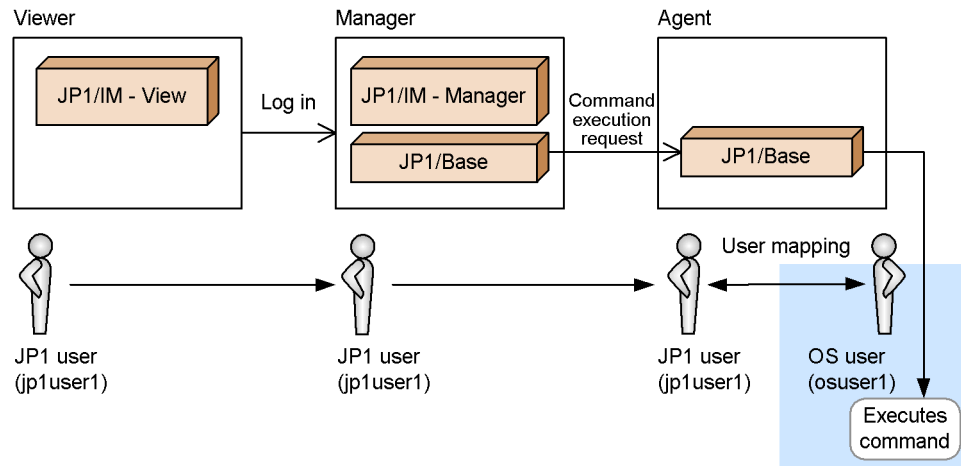 Viewer
Manager
Agent
JP1/IM - View
Log in
JP1/IM - Manager
JP1/Base
Command
execution
request
JP1/Base
User mapping
JP1 user
(jp1user1)
JP1 user
(jp1user1)
JP1 user
(jp1user1)
OS user
(osuser1)
Executes
command